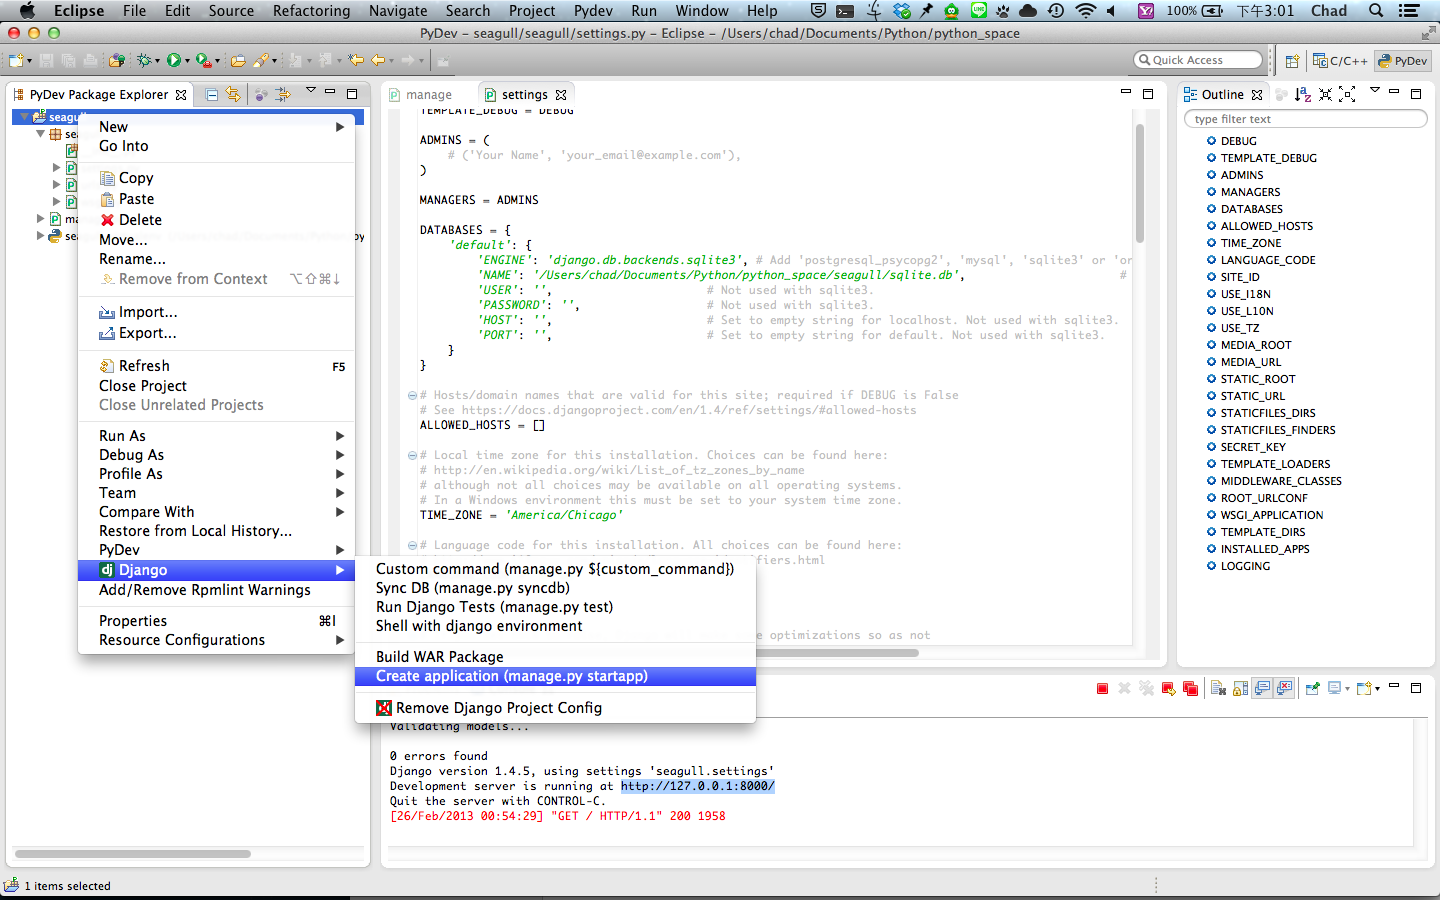 Eclipse File Edit Source Refactoring Navigate Search Project Pydev Run Window Help 100% 下午3:01 Chad
PyDev – seagull/seagull/settings.py – Eclipse – /Users/chad/Documents/Python/python_space
Quick Access C/C++ PyDev
PyDev Package Explorer
seagull
New
Go Into
Copy
Paste
Delete
Move...
Rename...
Remove from Context ⌥⇧⌘↓
Import...
Export...
Refresh F5
Close Project
Close Unrelated Projects
Run As
Debug As
Profile As
Team
Compare With
Restore from Local History...
PyDev
Django
Add/Remove Rpmlint Warnings
Properties ⌘I
Resource Configurations
Custom command (manage.py ${custom_command})
Sync DB (manage.py syncdb)
Run Django Tests (manage.py test)
Shell with django environment
Build WAR Package
Create application (manage.py startapp)
Remove Django Project Config
manage settings
TEMPLATE_DEBUG = DEBUG
ADMINS = (
# ('Your Name', 'your_email@example.com'),
)
MANAGERS = ADMINS
DATABASES = {
'default': {
'ENGINE': 'django.db.backends.sqlite3', # Add 'postgresql_psycopg2', 'mysql', 'sqlite3' or 'or
'NAME': '/Users/chad/Documents/Python/python_space/seagull/sqlite.db', #
'USER': '', # Not used with sqlite3.
'PASSWORD': '', # Not used with sqlite3.
'HOST': '', # Set to empty string for localhost. Not used with sqlite3.
'PORT': '', # Set to empty string for default. Not used with sqlite3.
}
}
# Hosts/domain names that are valid for this site; required if DEBUG is False
# See https://docs.djangoproject.com/en/1.4/ref/settings/#allowed-hosts
ALLOWED_HOSTS = []
# Local time zone for this installation. Choices can be found here:
# http://en.wikipedia.org/wiki/List_of_tz_zones_by_name
# although not all choices may be available on all operating systems.
# In a Windows environment this must be set to your system time zone.
TIME_ZONE = 'America/Chicago'
# Language code for this installation. All choices can be found here:
ifiers.html
e optimizations so as not
Outline
type filter text
DEBUG
TEMPLATE_DEBUG
ADMINS
MANAGERS
DATABASES
ALLOWED_HOSTS
TIME_ZONE
LANGUAGE_CODE
SITE_ID
USE_I18N
USE_L10N
USE_TZ
MEDIA_ROOT
MEDIA_URL
STATIC_ROOT
STATIC_URL
STATICFILES_DIRS
STATICFILES_FINDERS
SECRET_KEY
TEMPLATE_LOADERS
MIDDLEWARE_CLASSES
ROOT_URLCONF
WSGI_APPLICATION
TEMPLATE_DIRS
INSTALLED_APPS
LOGGING
Validating models...
0 errors found
Django version 1.4.5, using settings 'seagull.settings'
Development server is running at http://127.0.0.1:8000/
Quit the server with CONTROL-C.
[26/Feb/2013 00:54:29] "GET / HTTP/1.1" 200 1958
1 items selected